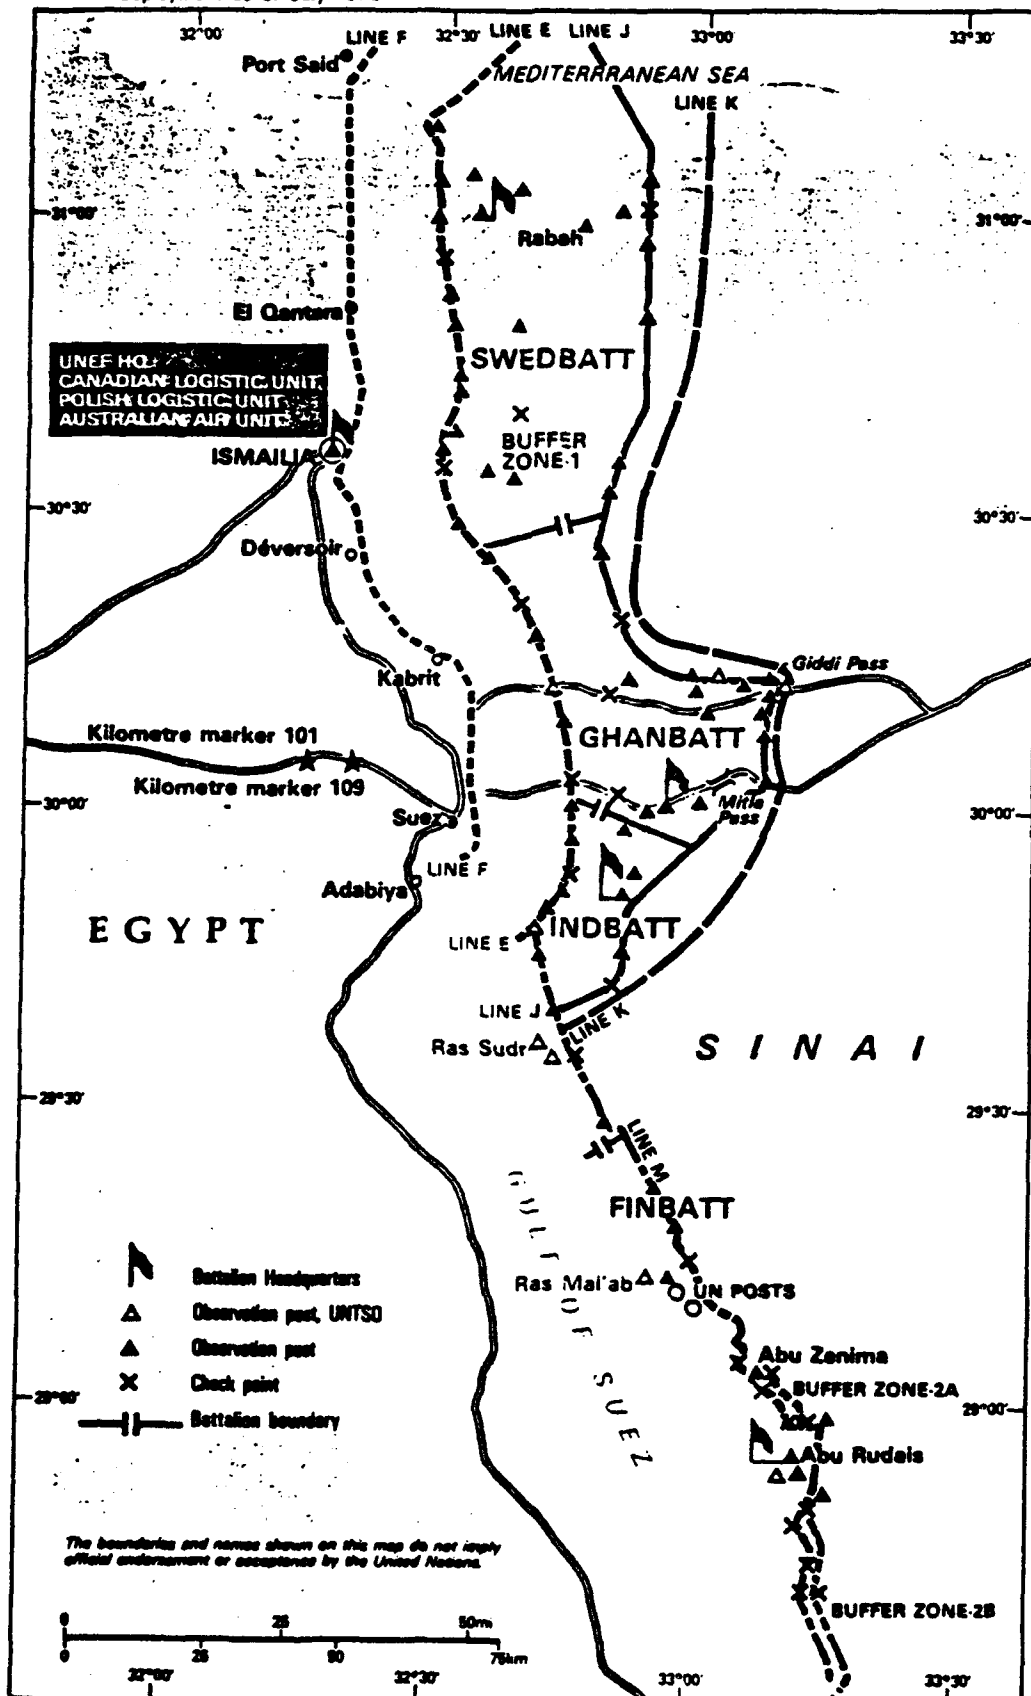 32°00'
LINE F
32°30'
LINE E
LINE J
33°00'
33°30'
Port Said
MEDITERRRANEAN SEA
LINE K
31°00'
31°00'
Rabah
El Qantara
SWEDBATT
UNEF HQ
CANADIAN LOGISTIC UNIT
POLISH LOGISTIC UNIT
AUSTRALIAN AIR UNIT
BUFFER
ZONE-1
ISMAILIA
30°30'
30°30'
Déversoir
Giddi Pass
Kabrit
Kilometre marker 101
GHANBATT
Kilometre marker 109
30°00'
Mitla
Pass
30°00'
Suez
LINE F
Adabiya
EGYPT
INDBATT
LINE E
LINE J
LINE K
Ras Sudr
SINAI
29°30'
29°30'
LINE M
GULF OF SUEZ
FINBATT
Battalion Headquarters
Ras Mal'ab
UN POSTS
Observation post, UNTSO
Observation post
Abu Zenima
Check point
BUFFER ZONE-2A
29°00'
29°00'
Battalion boundary
Abu Rudais
The boundaries and names shown on this map do not imply
official endorsement or acceptance by the United Nations.
BUFFER ZONE-2B
0 25 50mi
0 25 50 75km
32°00'
32°30'
33°00'
33°30'